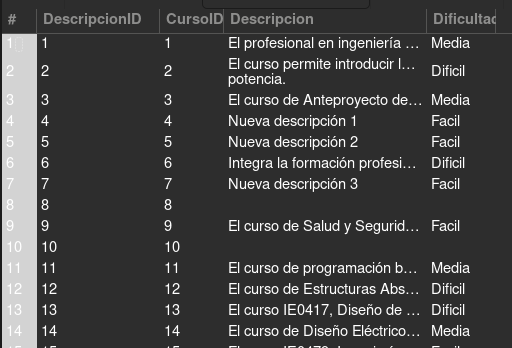 # DescripcionID CursoID Descripcion Dificultad
1 1 1 El profesional en ingeniería ... Media
2 2 2 El curso permite introducir l... Dificil
potencia.
3 3 3 El curso de Anteproyecto de... Media
4 4 4 Nueva descripción 1 Facil
5 5 5 Nueva descripción 2 Facil
6 6 6 Integra la formación profesi... Dificil
7 7 7 Nueva descripción 3 Facil
8 8 8
9 9 9 El curso de Salud y Segurid... Facil
10 10 10
11 11 11 El curso de programación b... Media
12 12 12 El curso de Estructuras Abs... Dificil
13 13 13 El curso IE0417, Diseño de ... Dificil
14 14 14 El curso de Diseño Eléctrico... Media